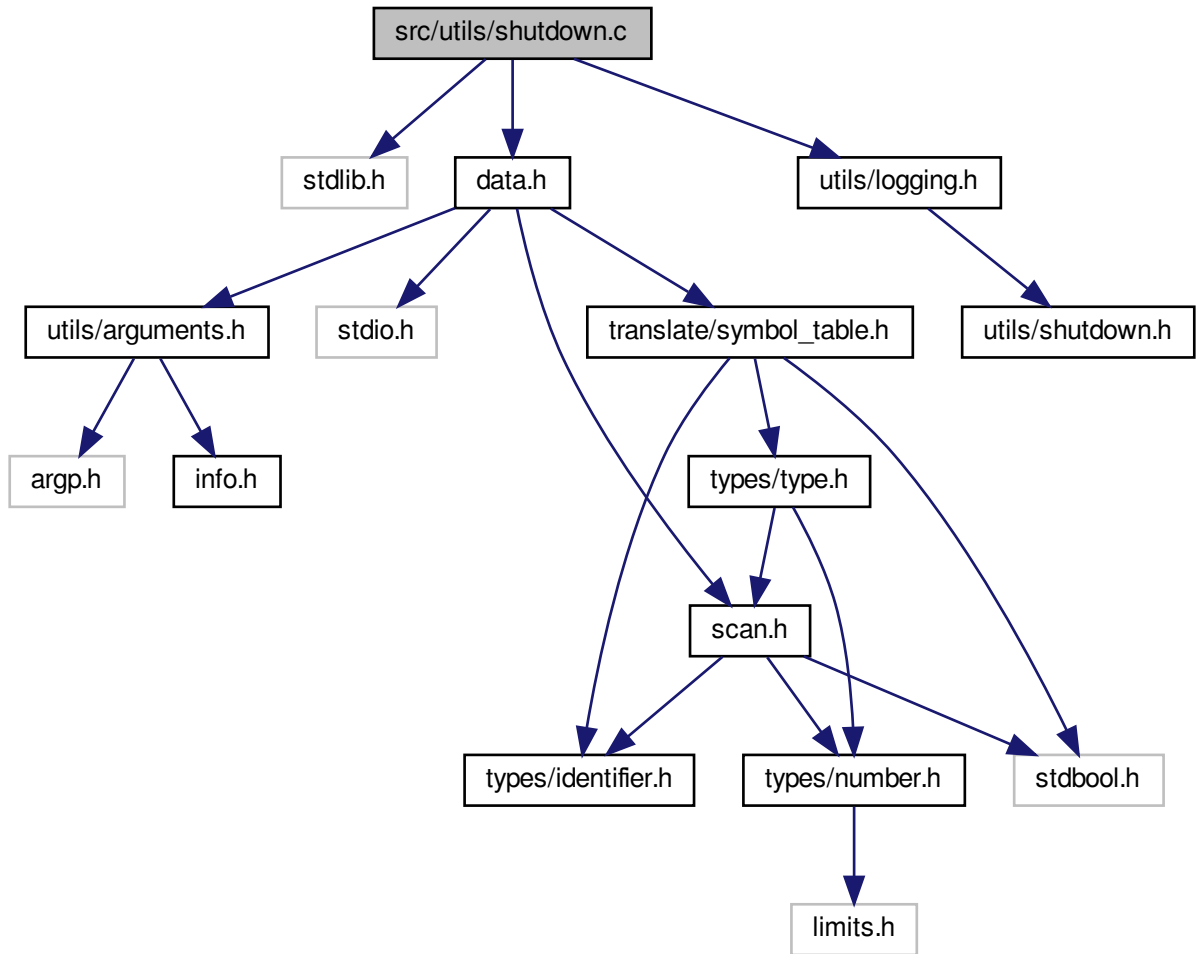 src/utils/shutdown.c
stdlib.h
data.h
utils/logging.h
utils/arguments.h
stdio.h
translate/symbol_table.h
utils/shutdown.h
argp.h
info.h
types/type.h
scan.h
types/identifier.h
types/number.h
stdbool.h
limits.h